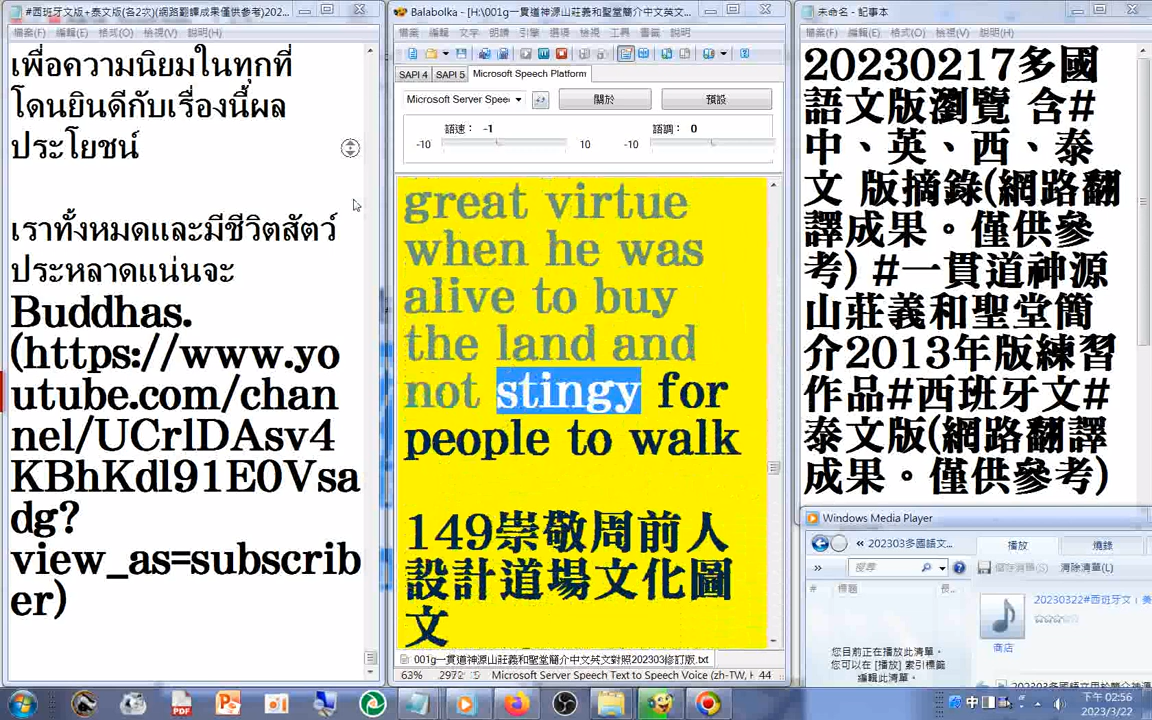 #西班牙文版+泰文版(各2次)(網路翻譯成果僅供參考)202...
檔案(F) 編輯(E) 格式(O) 檢視(V) 說明(H)
เพื่อความนิยมในทุกที่
โดนยินดีกับเรื่องนี้ผล
ประโยชน์
เราทั้งหมดและมีชีวิตสัตว์
ประหลาดแน่นจะ
Buddhas.
(https://www.yo
utube.com/chan
nel/UCrlDAsv4
KBhKdl91E0Vsa
dg?
view_as=subscrib
er)
Balabolka - [H:\001g一貫道神源山莊義和聖堂簡介中文英文...
檔案 編輯 文字 朗讀 引擎 選項 檢視 工具 書籤 說明
SAPI 4 SAPI 5 Microsoft Speech Platform
Microsoft Server Spee 關於 預設
語速： -1 語調： 0
-10 10 -10 10
great virtue
when he was
alive to buy
the land and
not stingy for
people to walk
149崇敬周前人
設計道場文化圖
文
001g一貫道神源山莊義和聖堂簡介中文英文對照202303修訂版.txt
63% Microsoft Server Speech Text to Speech Voice (zh-TW, 44
未命名 - 記事本
檔案(F) 編輯(E) 格式(O) 檢視(V) 說明(H)
20230217多國
語文版瀏覽 含#
中、英、西、泰
文 版摘錄(網路翻
譯成果。僅供參
考) #一貫道神源
山莊義和聖堂簡
介2013年版練習
作品#西班牙文#
泰文版(網路翻譯
成果。僅供參考)
Windows Media Player
« 202303多國語文... 播放 燒錄
» 搜尋 清除清單(L)
# 標題
20230322#西班牙文
商店
您目前正在播放此清單。
您可以在 [播放] 索引標籤
編輯此清單。
下午 02:56
2023/3/22